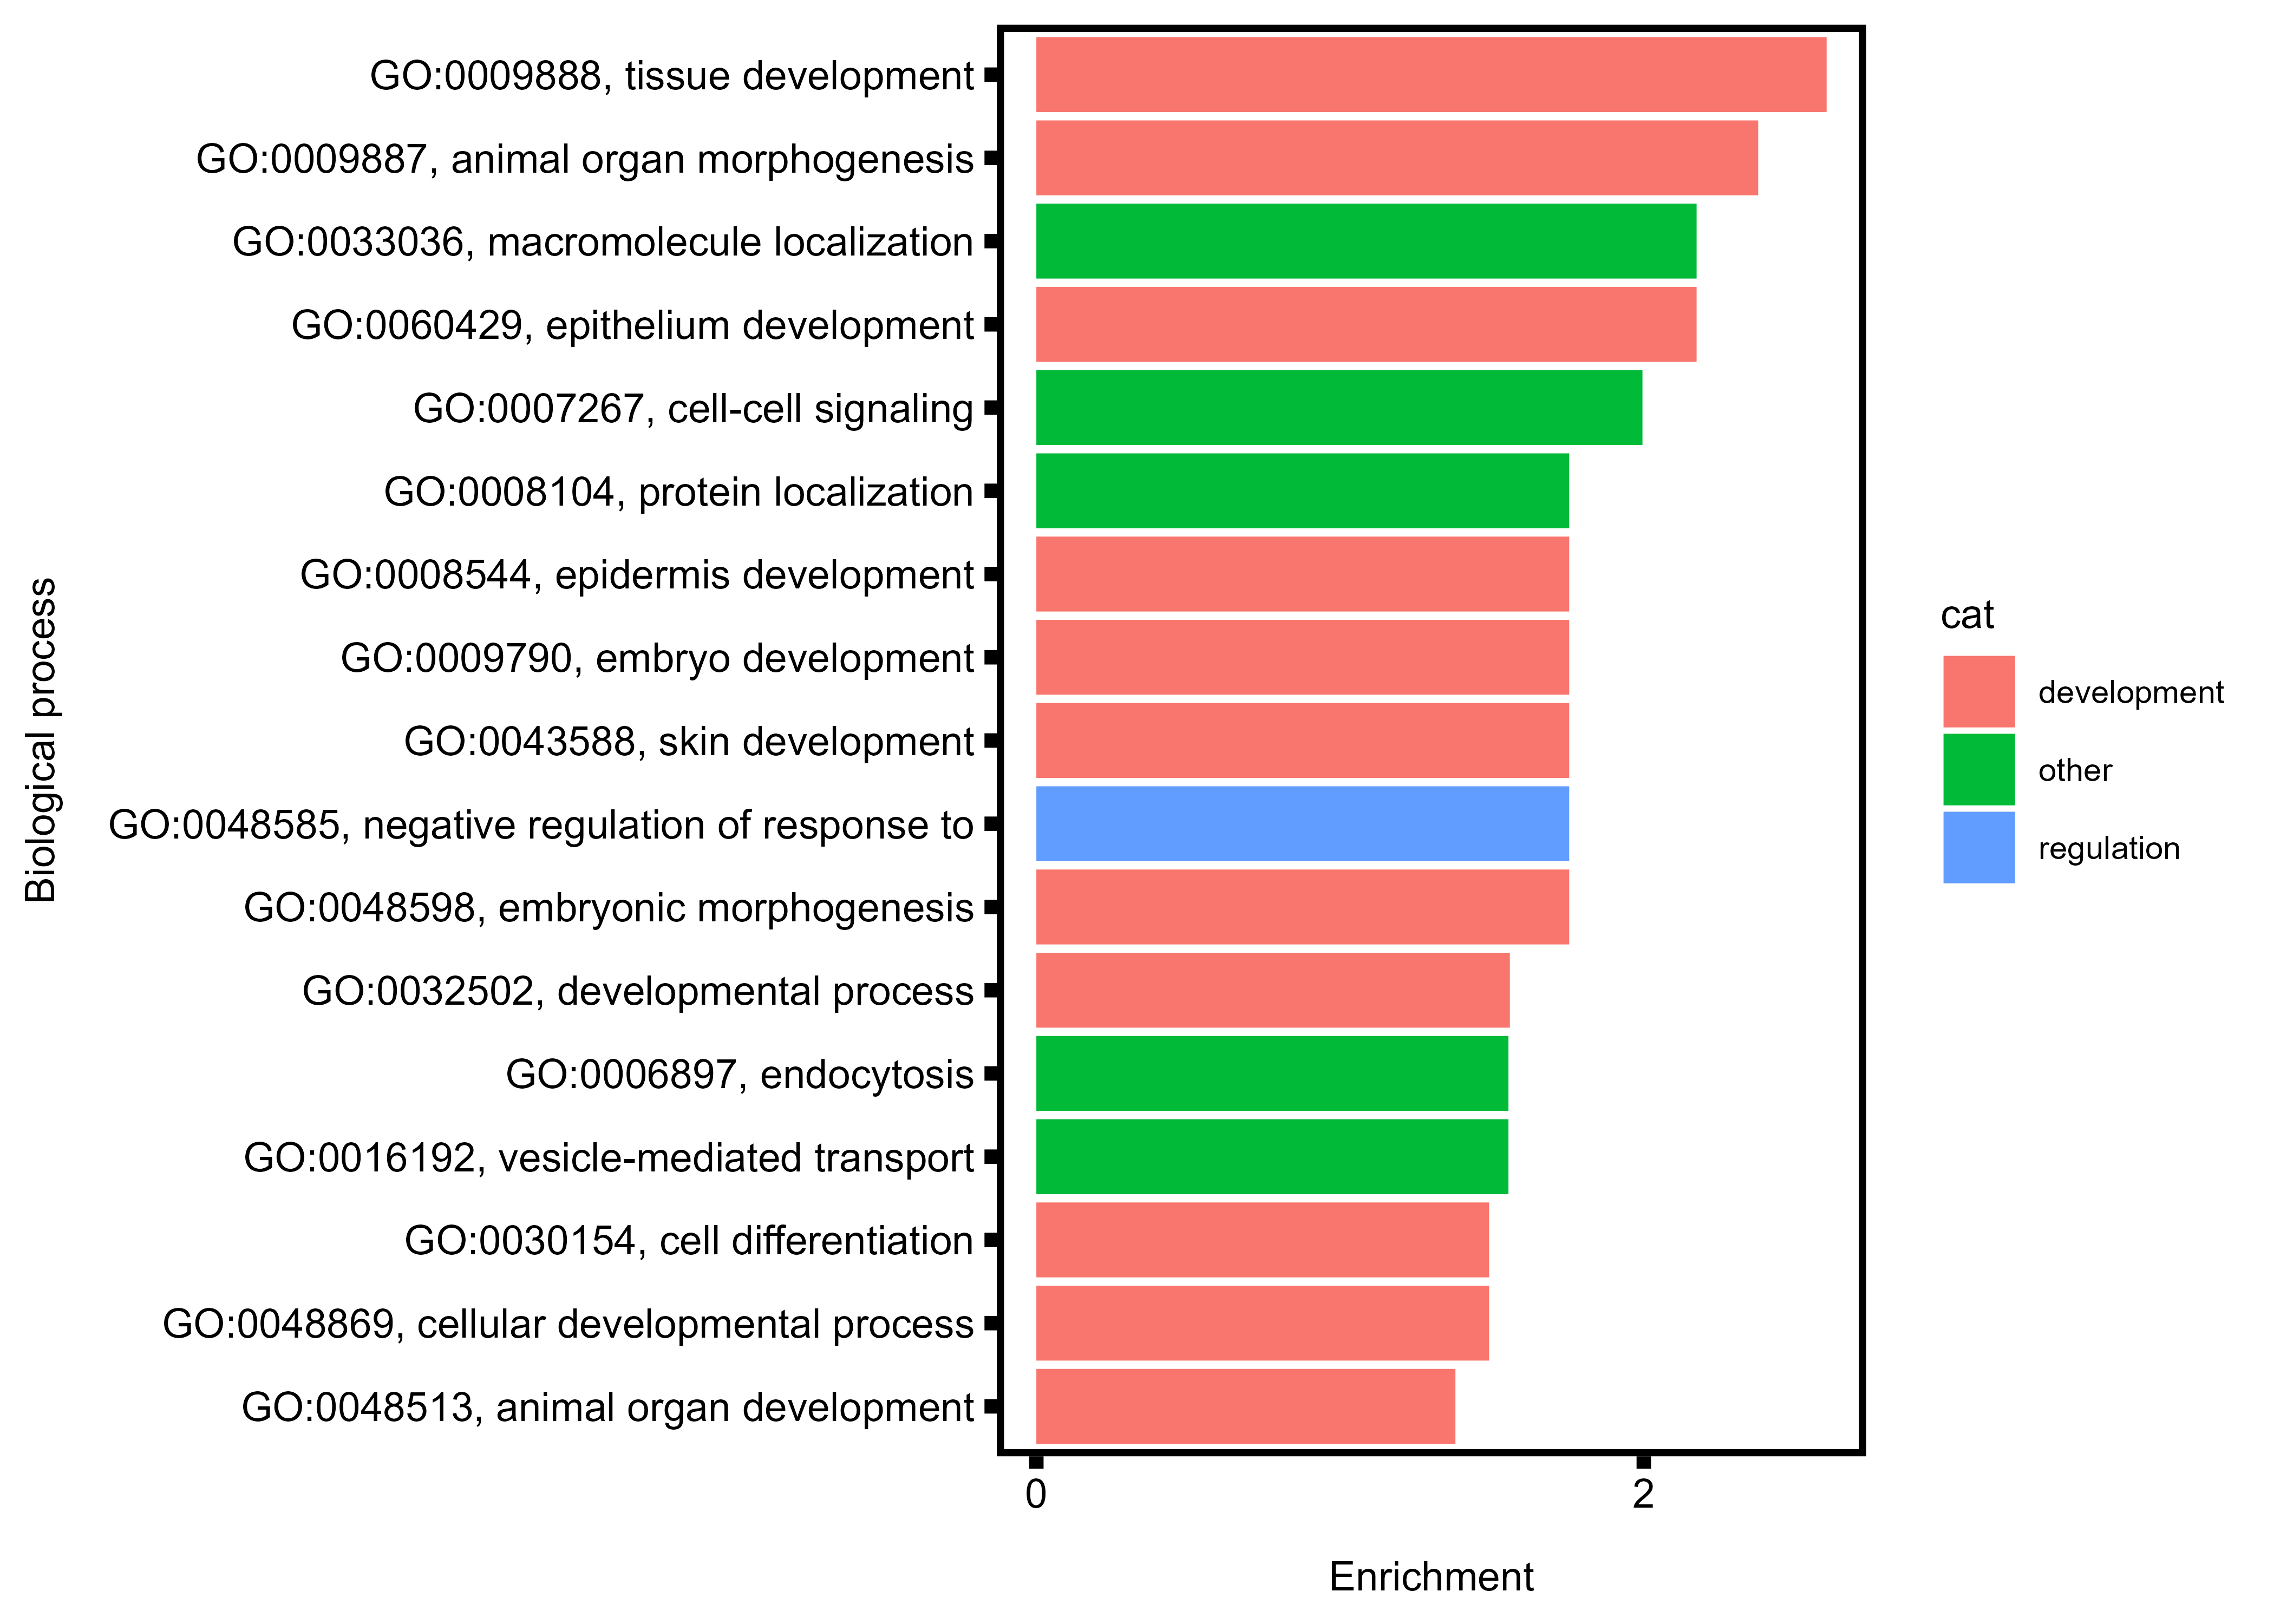 GO:0009888, tissue development
GO:0009887, animal organ morphogenesis
GO:0033036, macromolecule localization
GO:0060429, epithelium development
GO:0007267, cell-cell signaling
GO:0008104, protein localization
GO:0008544, epidermis development
GO:0009790, embryo development
GO:0043588, skin development
GO:0048585, negative regulation of response to
GO:0048598, embryonic morphogenesis
GO:0032502, developmental process
GO:0006897, endocytosis
GO:0016192, vesicle-mediated transport
GO:0030154, cell differentiation
GO:0048869, cellular developmental process
GO:0048513, animal organ development
Biological process
0 2
Enrichment
cat
development
other
regulation